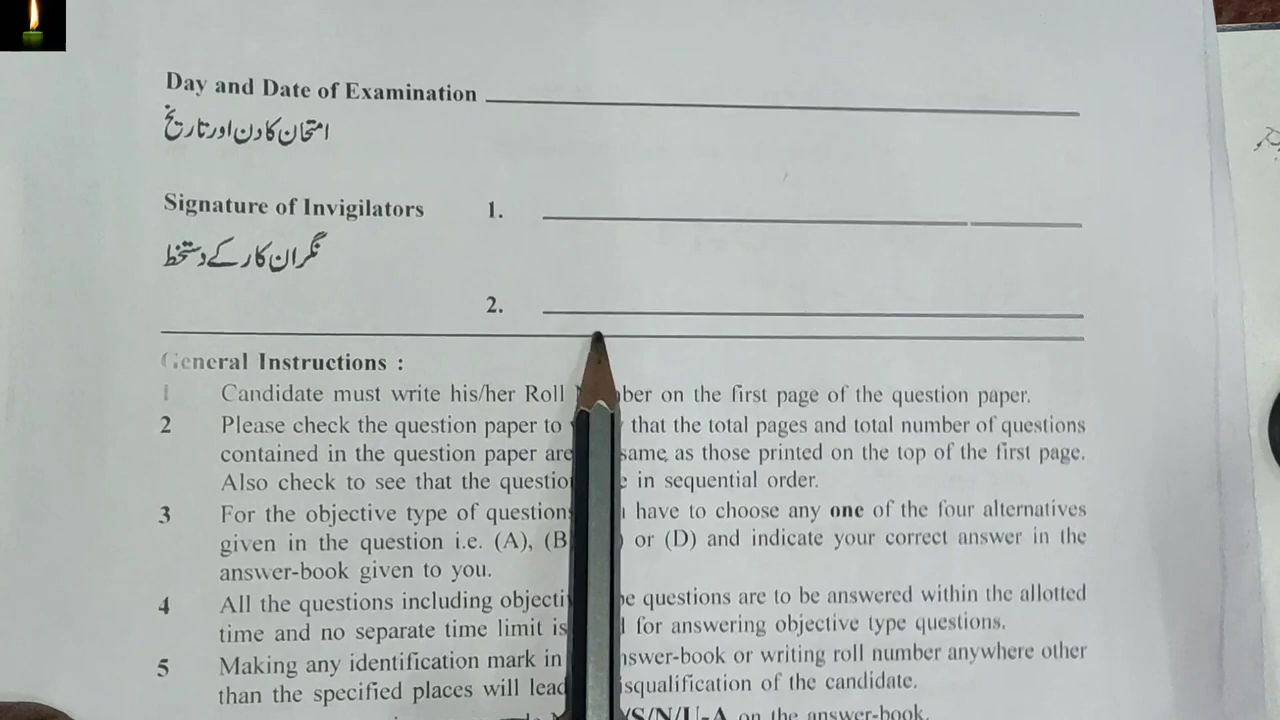 Day and Date of Examination
امتحان کا دن اور تاریخ
Signature of Invigilators 1.
نگران کار کے دستخط
2.
General Instructions :
1 Candidate must write his/her Roll ber on the first page of the question paper.
2 Please check the question paper to that the total pages and total number of questions
contained in the question paper are same as those printed on the top of the first page.
Also check to see that the question in sequential order.
3 For the objective type of questions have to choose any one of the four alternatives
given in the question i.e. (A), (B or (D) and indicate your correct answer in the
answer-book given to you.
4 All the questions including objecti questions are to be answered within the allotted
time and no separate time limit is for answering objective type questions.
5 Making any identification mark in nswer-book or writing roll number anywhere other
than the specified places will lead isqualification of the candidate.
/S/N/U-A on the answer-book.